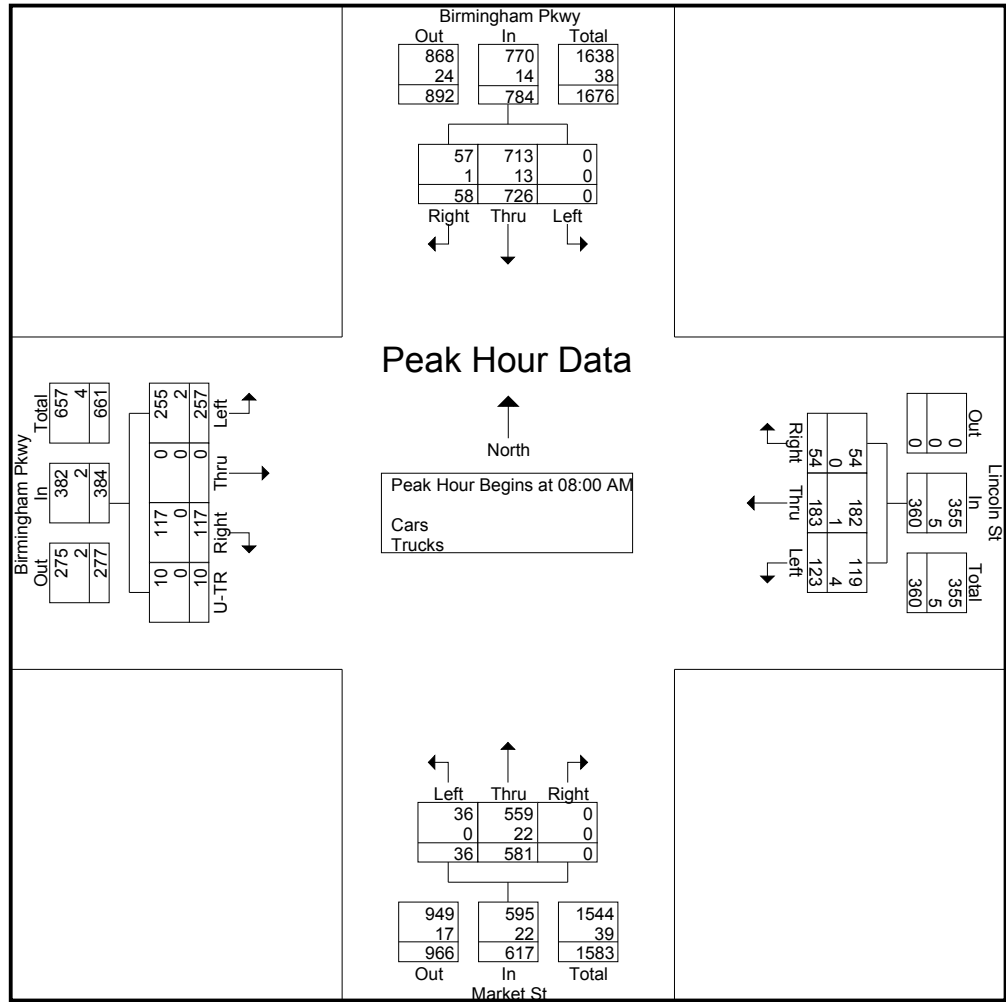 Birmingham Pkwy
Out In Total
868 770 1638
24 14 38
892 784 1676
57 713 0
1 13 0
58 726 0
Right Thru Left
Peak Hour Data
North
Peak Hour Begins at 08:00 AM
Cars
Trucks
Birmingham Pkwy
Total In Out
657 382 275
4 2 2
661 384 277
255 0 117 10
2 0 0 0
257 0 117 10
Left Thru Right U-TR
Lincoln St
Out In Total
0 355 355
0 5 5
0 360 360
54 182 119
0 1 4
54 183 123
Right Thru Left
Left Thru Right
36 559 0
0 22 0
36 581 0
949 595 1544
17 22 39
966 617 1583
Out In Total
Market St